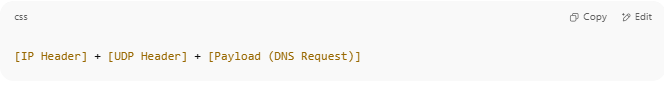 css Copy Edit
[IP Header] + [UDP Header] + [Payload (DNS Request)]